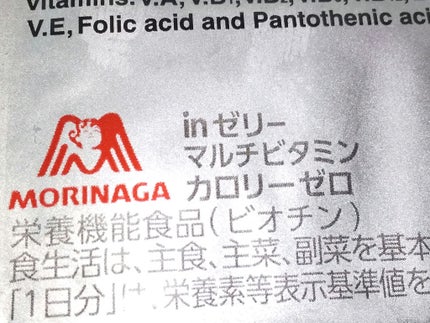 V.E, Folic acid and Pantothenic aci
inゼリー
マルチビタミン
カロリーゼロ
MORINAGA
栄養機能食品(ビオチン)
食生活は、主食、主菜、副菜を基本
「1日分」 、栄養素等表示基準値を